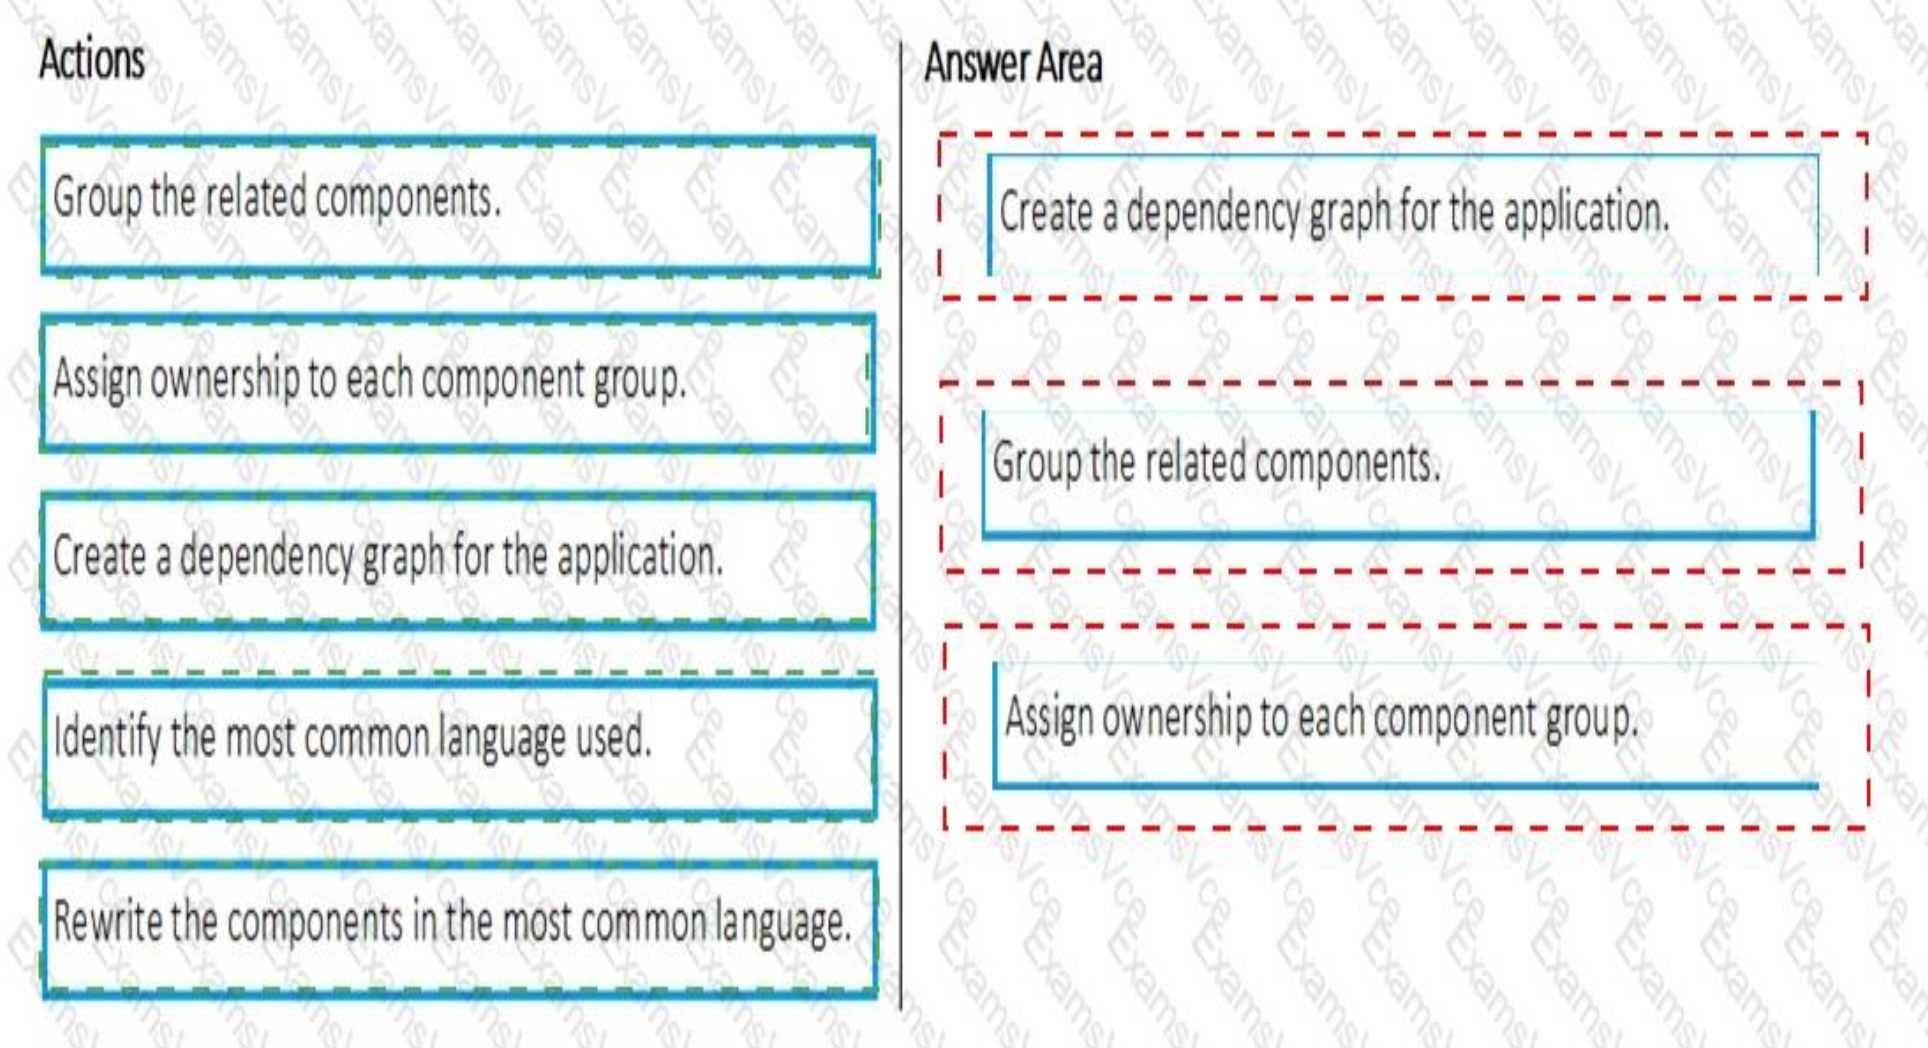 Actions
Group the related components.
Assign ownership to each component group.
Create a dependency graph for the application.
Identify the most common language used.
Rewrite the components in the most common language.
Answer Area
Create a dependency graph for the application.
Group the related components.
Assign ownership to each component group.
ExamsVce